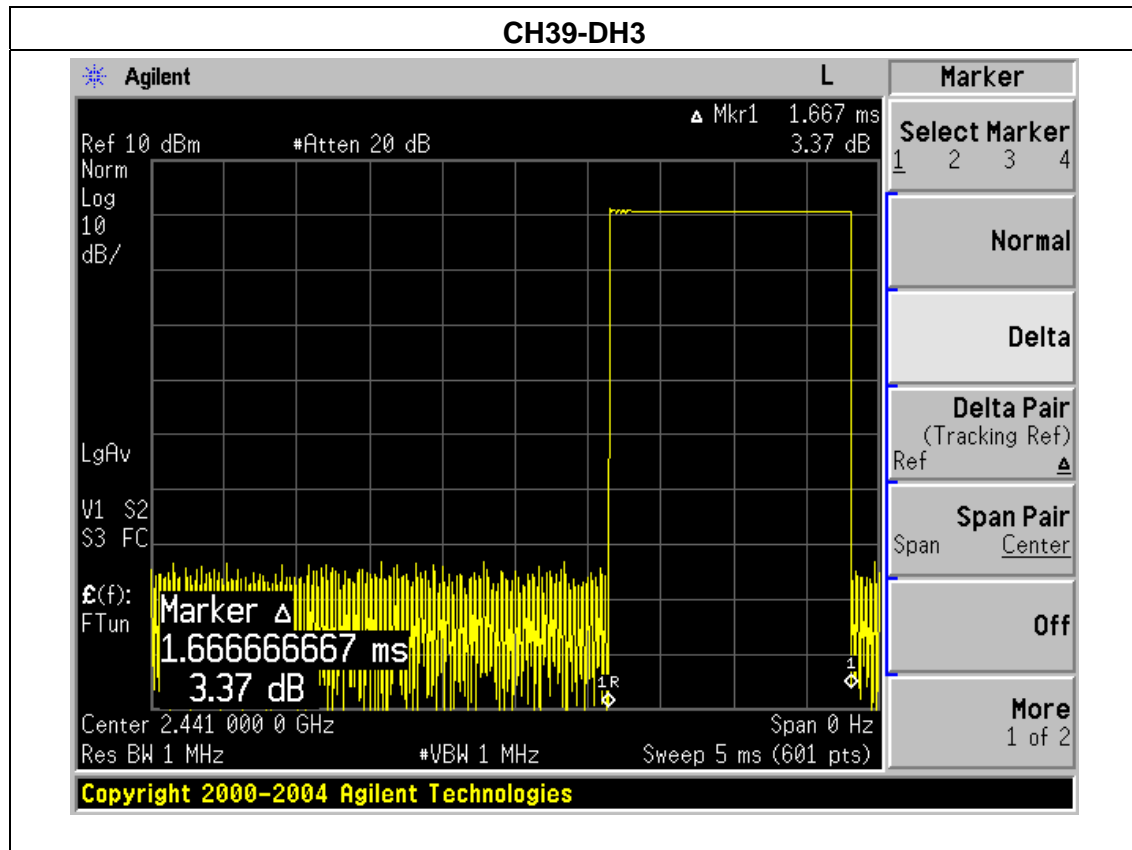 CH39-DH3
Agilent L Marker
Δ Mkr1 1.667 ms
Ref 10 dBm #Atten 20 dB 3.37 dB
Select Marker
1 2 3 4
Norm
Log
10
dB/
Normal
Delta
Delta Pair
(Tracking Ref)
Ref Δ
LgAv
V1 S2
S3 FC
Span Pair
Span Center
£(f):
FTun
Marker Δ
1.666666667 ms
3.37 dB
1R
1
Off
Center 2.441 000 0 GHz Span 0 Hz
Res BW 1 MHz #VBW 1 MHz Sweep 5 ms (601 pts)
More
1 of 2
Copyright 2000-2004 Agilent Technologies